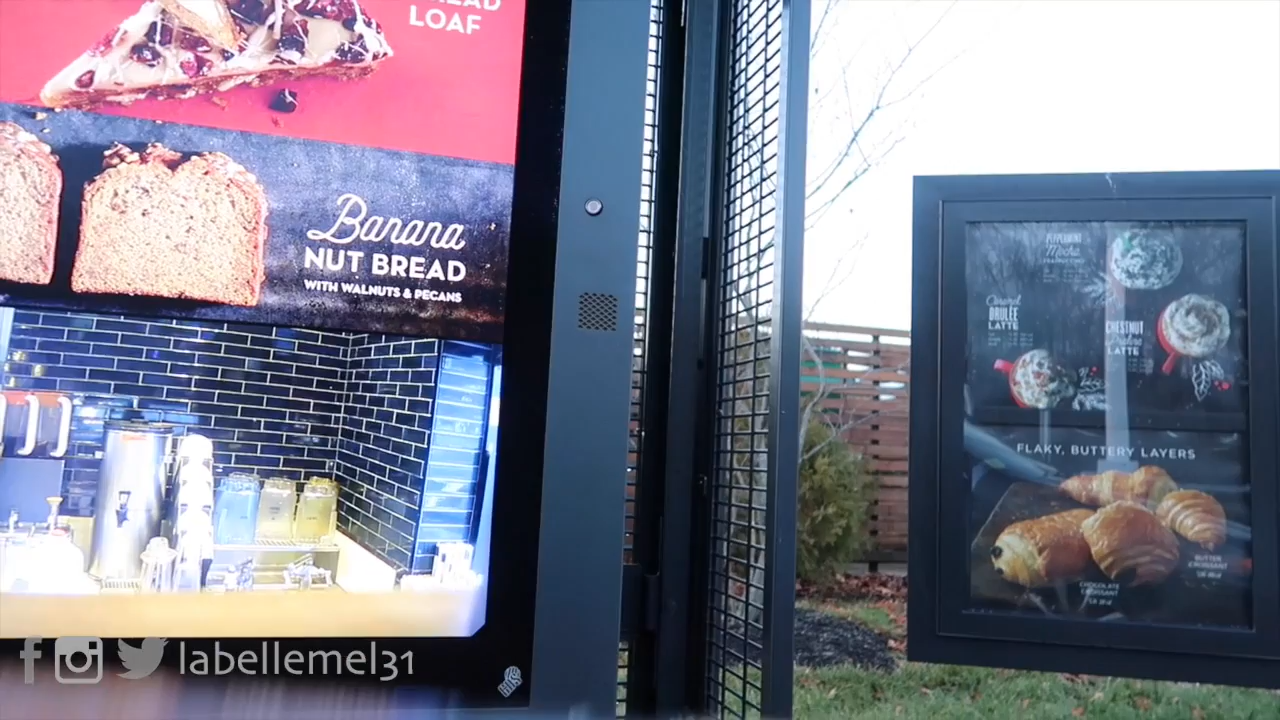 LOAF
Banana
NUT BREAD
WITH WALNUTS & PECANS
PEPPERMINT
Mocha
Caramel
BRULÉE
LATTE
CHESTNUT
Praline
LATTE
FLAKY, BUTTERY LAYERS
BUTTER
CROISSANT
CHOCOLATE
CROISSANT
labellemel31